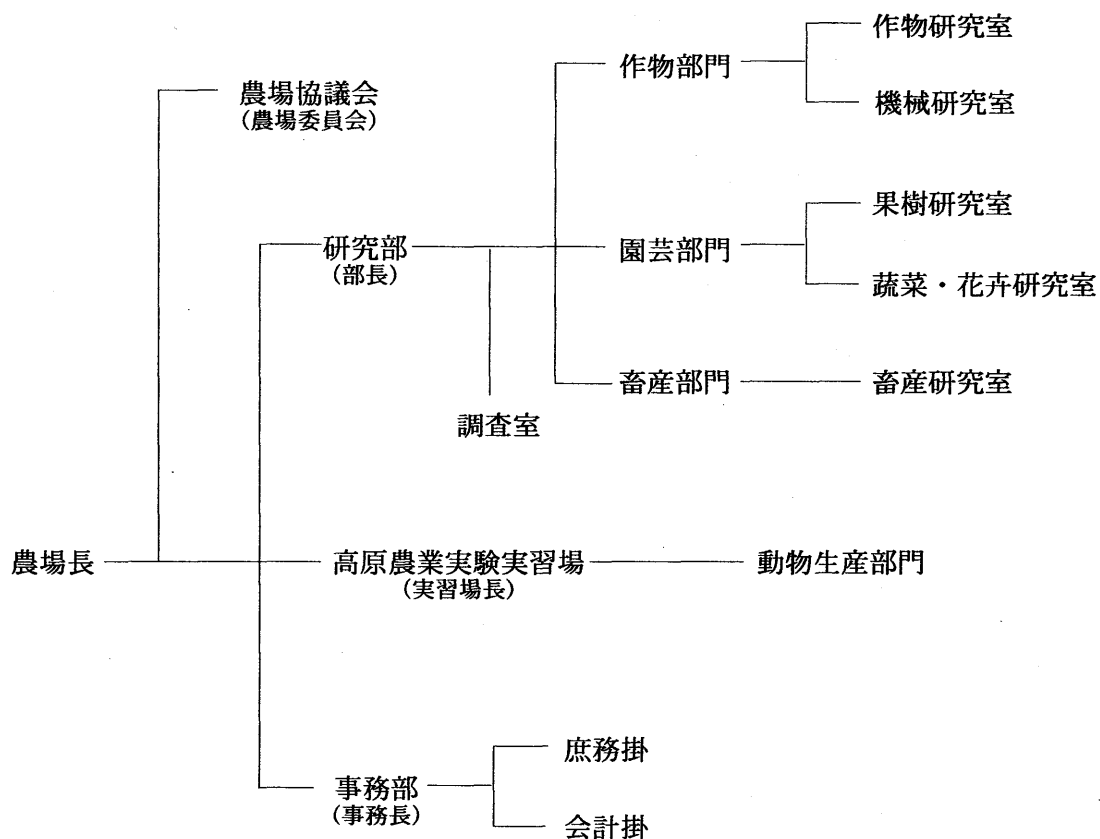 作物研究室
作物部門
機械研究室
農場協議会
(農場委員会)
果樹研究室
研究部
(部長)
園芸部門
蔬菜・花卉研究室
畜産部門
畜産研究室
調査室
農場長
高原農業実験実習場
(実習場長)
動物生産部門
庶務掛
事務部
(事務長)
会計掛